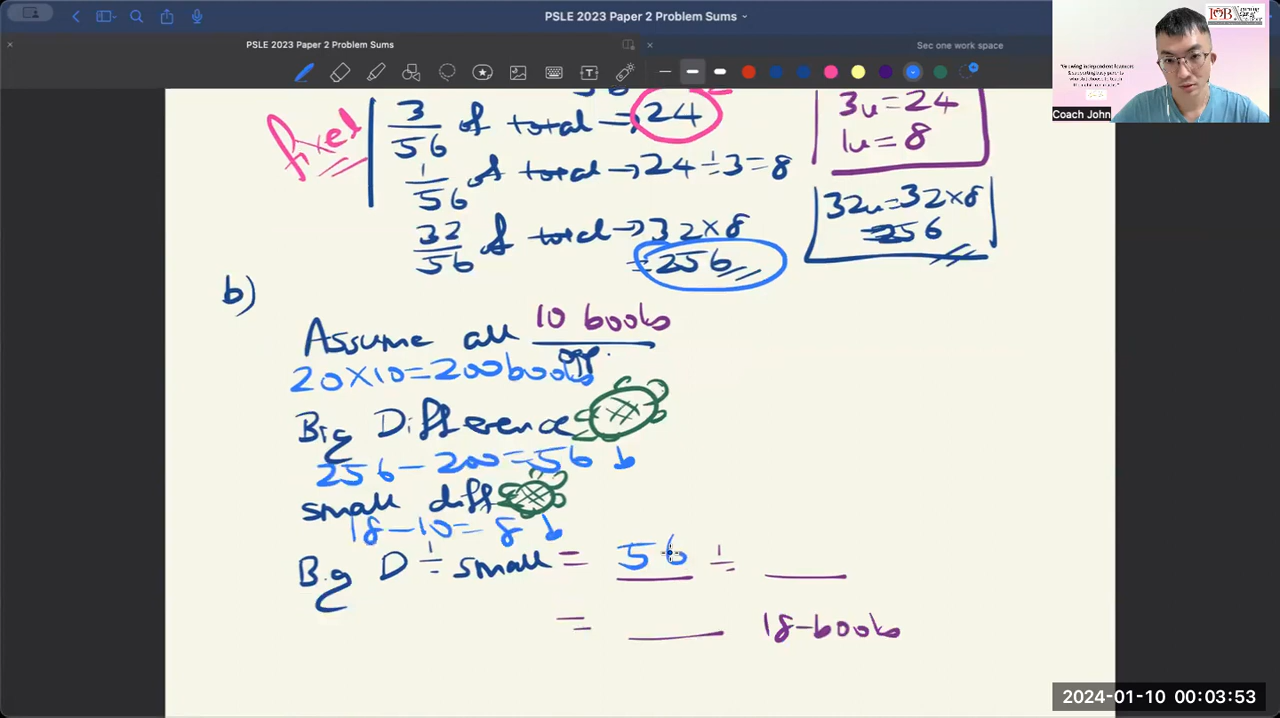 PSLE 2023 Paper 2 Problem Sums
PSLE 2023 Paper 2 Problem Sums
Sec one work space
Coach John
fixed
3/56 of total → 24
1/56 of total → 24 ÷ 3 = 8
32/56 of total → 32 × 8
= 256
3u = 24
1u = 8
32u = 32 × 8
= 256
b)
Assume all 10 books
off.
20 × 10 = 200 books
Big Difference
256 - 200 = 56 b
small diff
18 - 10 = 8 b
Big D ÷ small = 56 ÷
= 18-books
2024-01-10 00:03:53